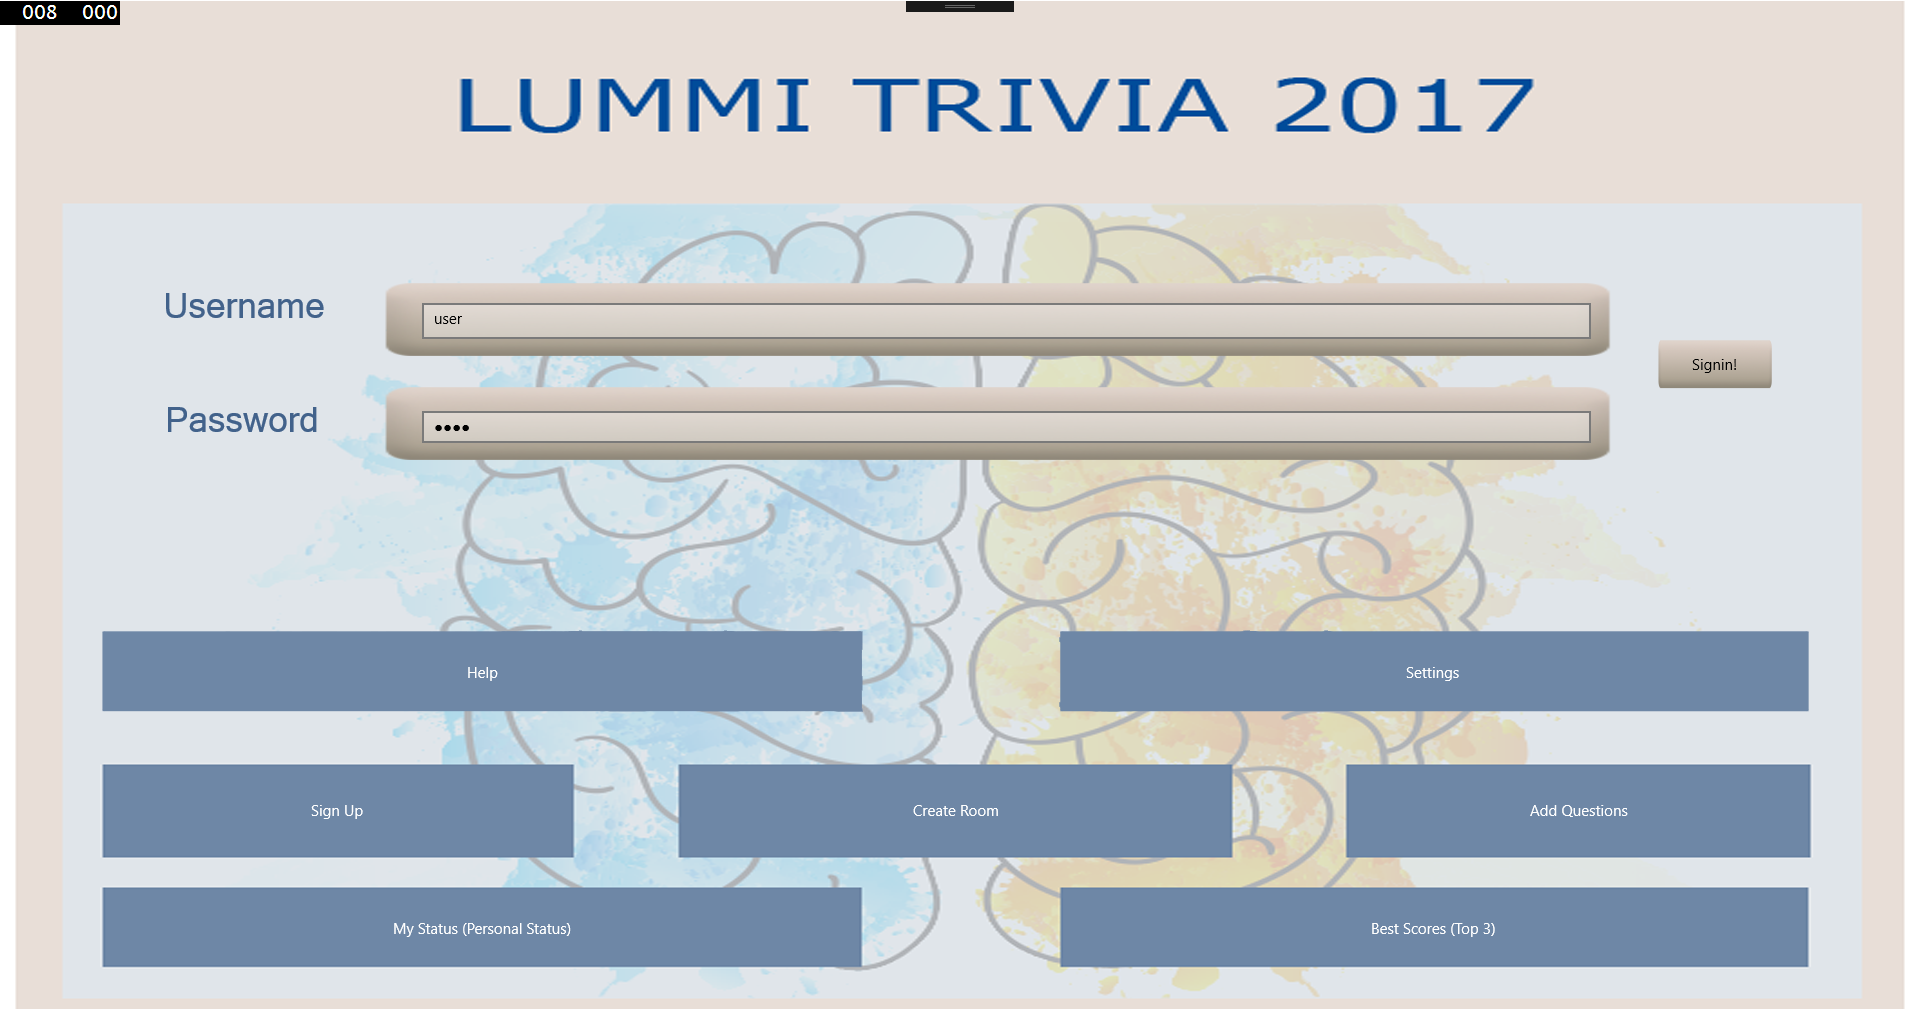 008 000
LUMMI TRIVIA 2017
Username
user
Signin!
Password
••••
Help
Settings
Sign Up
Create Room
Add Questions
My Status (Personal Status)
Best Scores (Top 3)